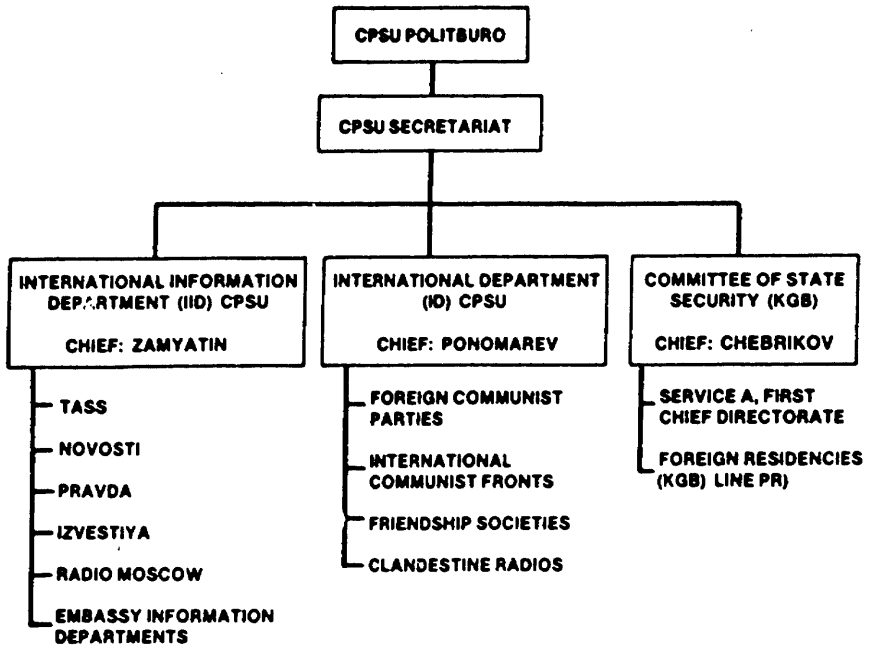 CPSU POLITBURO
CPSU SECRETARIAT
INTERNATIONAL INFORMATION
DEPARTMENT (IID) CPSU
CHIEF: ZAMYATIN
TASS
NOVOSTI
PRAVDA
IZVESTIYA
RADIO MOSCOW
EMBASSY INFORMATION
DEPARTMENTS
INTERNATIONAL DEPARTMENT
(ID) CPSU
CHIEF: PONOMAREV
FOREIGN COMMUNIST
PARTIES
INTERNATIONAL
COMMUNIST FRONTS
FRIENDSHIP SOCIETIES
CLANDESTINE RADIOS
COMMITTEE OF STATE
SECURITY (KGB)
CHIEF: CHEBRIKOV
SERVICE A, FIRST
CHIEF DIRECTORATE
FOREIGN RESIDENCIES
(KGB) LINE PR)